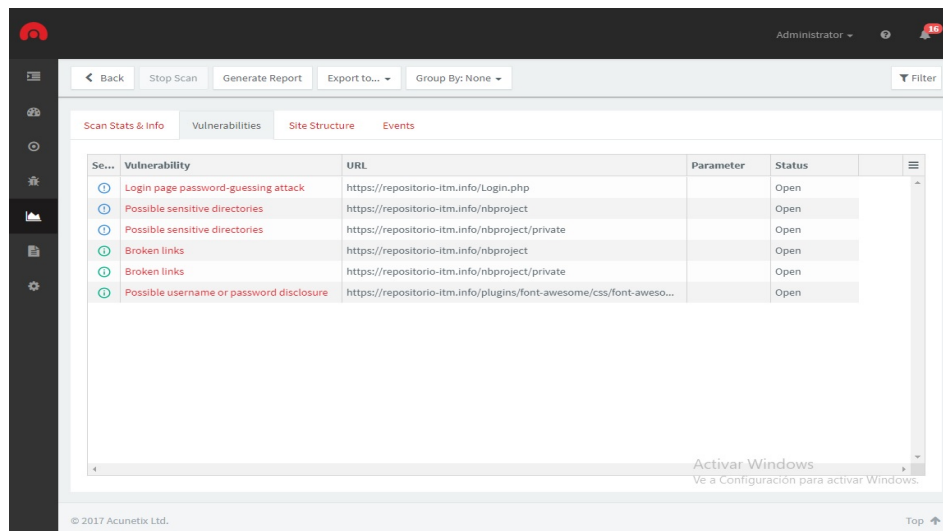 Administrator
16
Back Stop Scan Generate Report Export to... Group By: None Filter
Scan Stats & Info Vulnerabilities Site Structure Events
Se... Vulnerability URL Parameter Status
Login page password-guessing attack https://repositorio-itm.info/Login.php Open
Possible sensitive directories https://repositorio-itm.info/nbproject Open
Possible sensitive directories https://repositorio-itm.info/nbproject/private Open
Broken links https://repositorio-itm.info/nbproject Open
Broken links https://repositorio-itm.info/nbproject/private Open
Possible username or password disclosure https://repositorio-itm.info/plugins/font-awesome/css/font-aweso... Open
Activar Windows
Ve a Configuración para activar Windows.
© 2017 Acunetix Ltd. Top